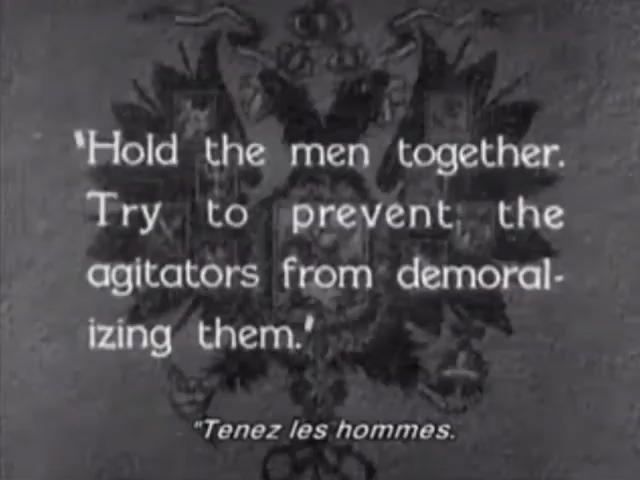 'Hold the men together.
Try to prevent the
agitators from demoral-
izing them.'
"Tenez les hommes.